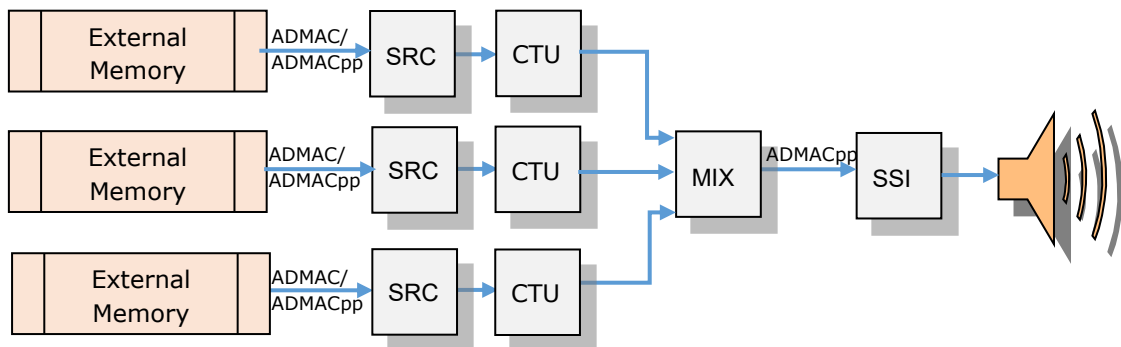 External
Memory
ADMAC/
ADMACpp
SRC
CTU
External
Memory
ADMAC/
ADMACpp
SRC
CTU
MIX
ADMACpp
SSI
External
Memory
ADMAC/
ADMACpp
SRC
CTU